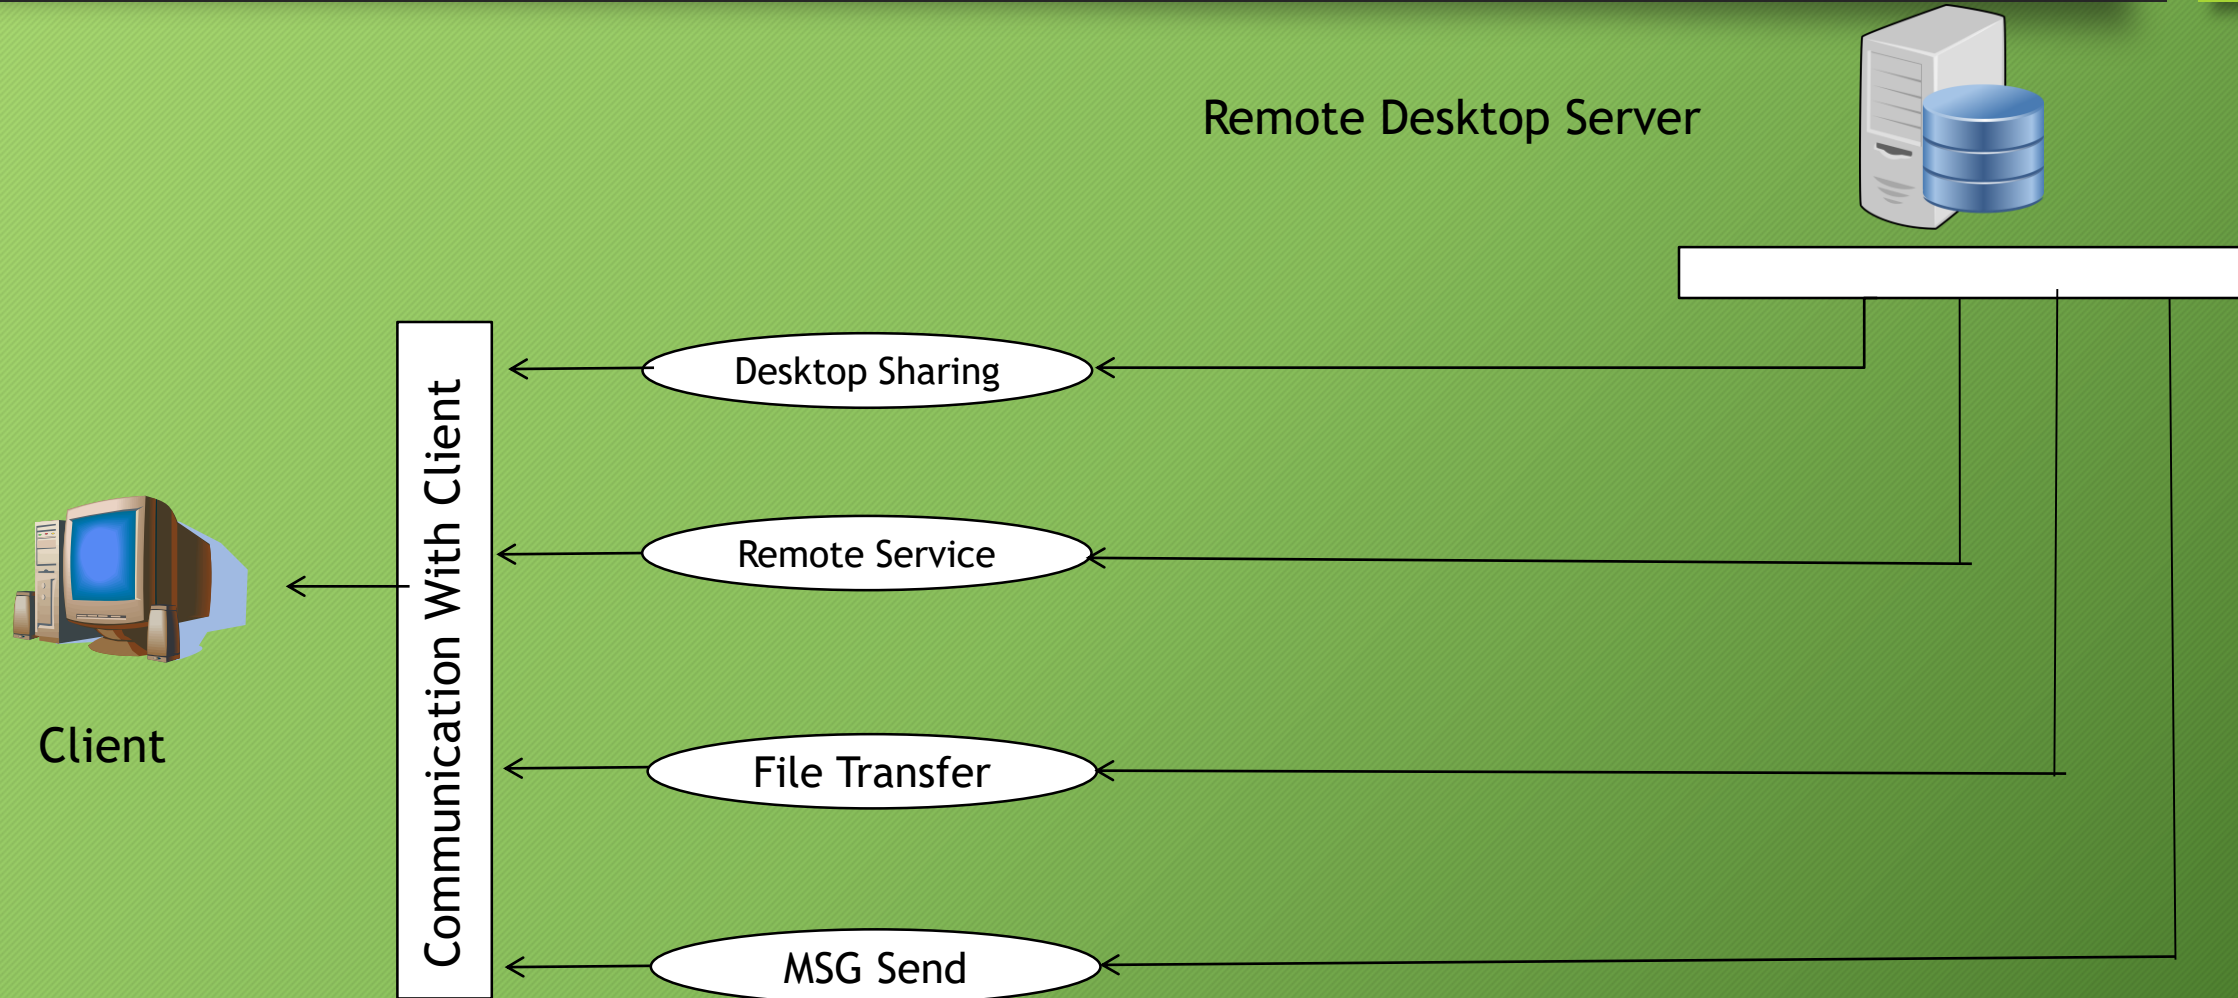 Remote Desktop Server
Desktop Sharing
Communication With Client
Remote Service
Client
File Transfer
MSG Send